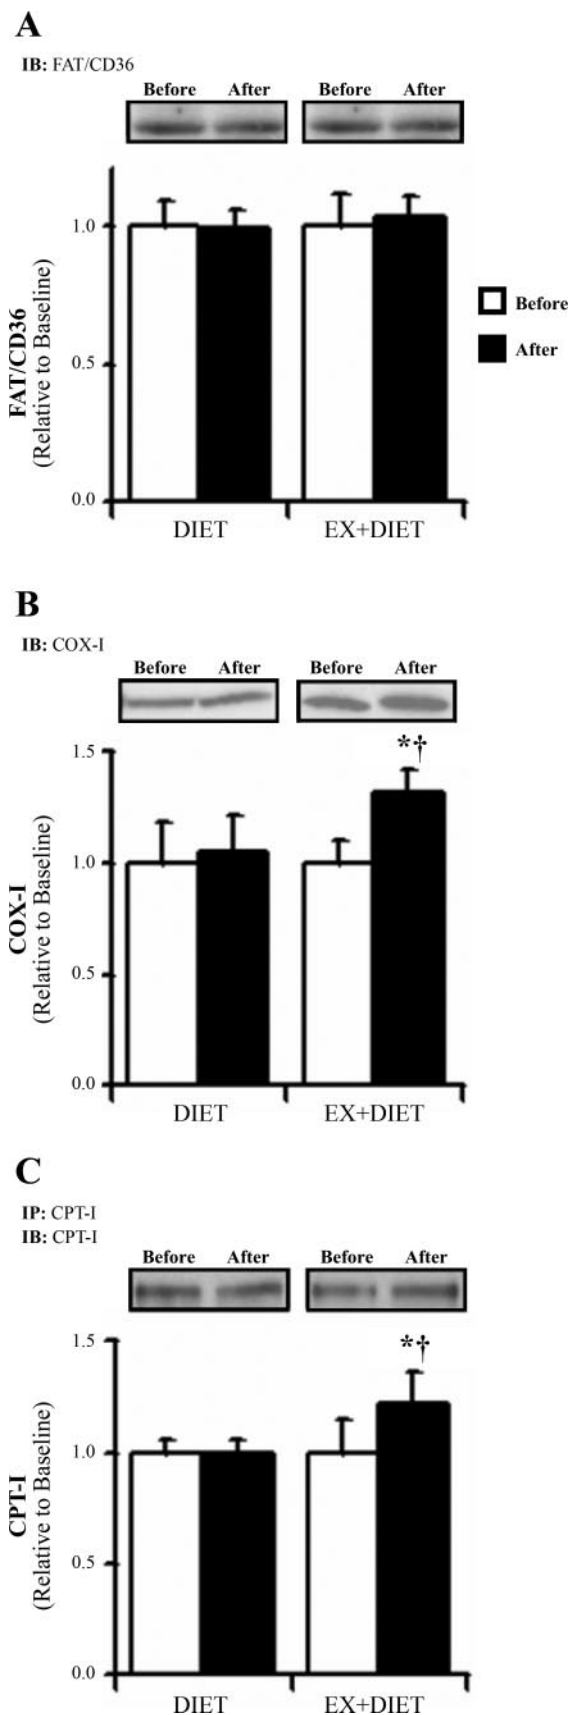 A
IB: FAT/CD36
Before After Before After
FAT/CD36
(Relative to Baseline)
1.0
0.5
0.0
DIET EX+DIET
Before
After
B
IB: COX-I
Before After Before After
COX-I
(Relative to Baseline)
1.5
*†
1.0
0.5
0.0
DIET EX+DIET
C
IP: CPT-I
IB: CPT-I
Before After Before After
CPT-I
(Relative to Baseline)
1.5
*†
1.0
0.5
0.0
DIET EX+DIET